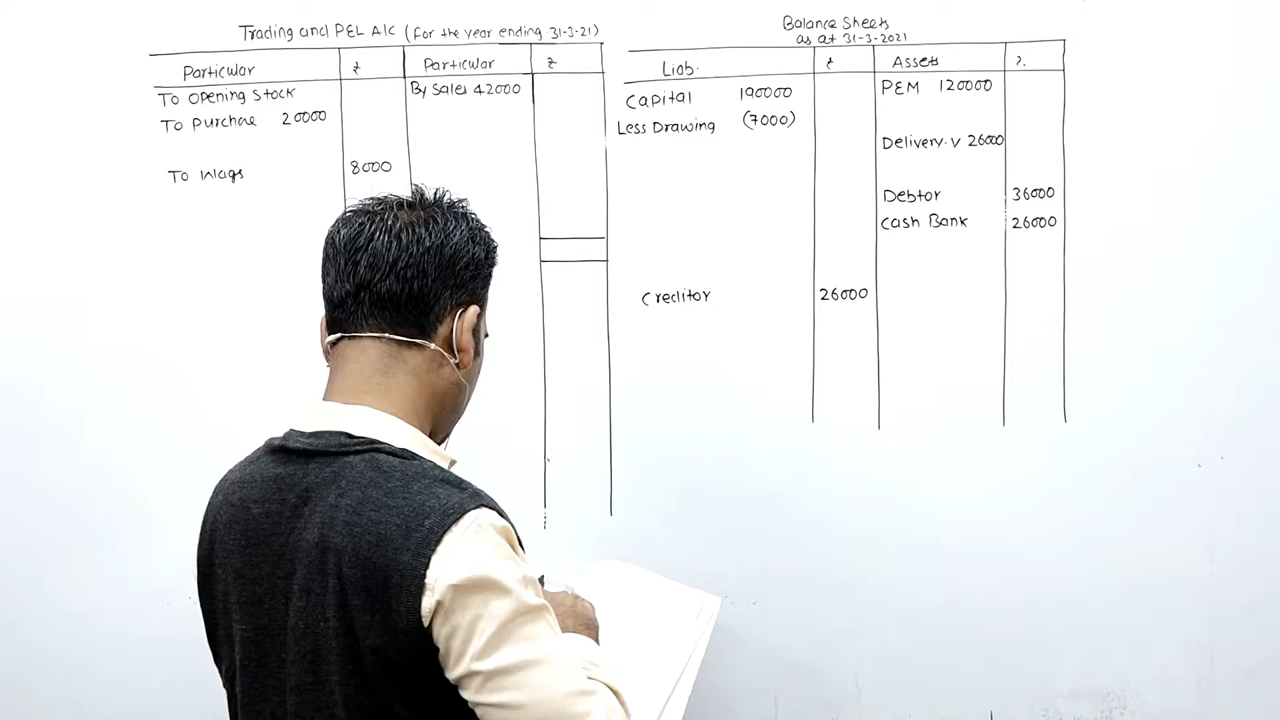 Trading and P&L A/C (For the year ending 31-3-21)
Particular ₹ Particular ₹
To Opening Stock By Sales 42000
To Purchae 20000
To Wags 8000
Balance Sheets
as at 31-3-2021
Liab. ₹ Assets ₹
Capital 190000 P&M 120000
Less Drawing (7000)
Delivery.V 26000
Debtor 36000
Cash Bank 26000
Creditor 26000